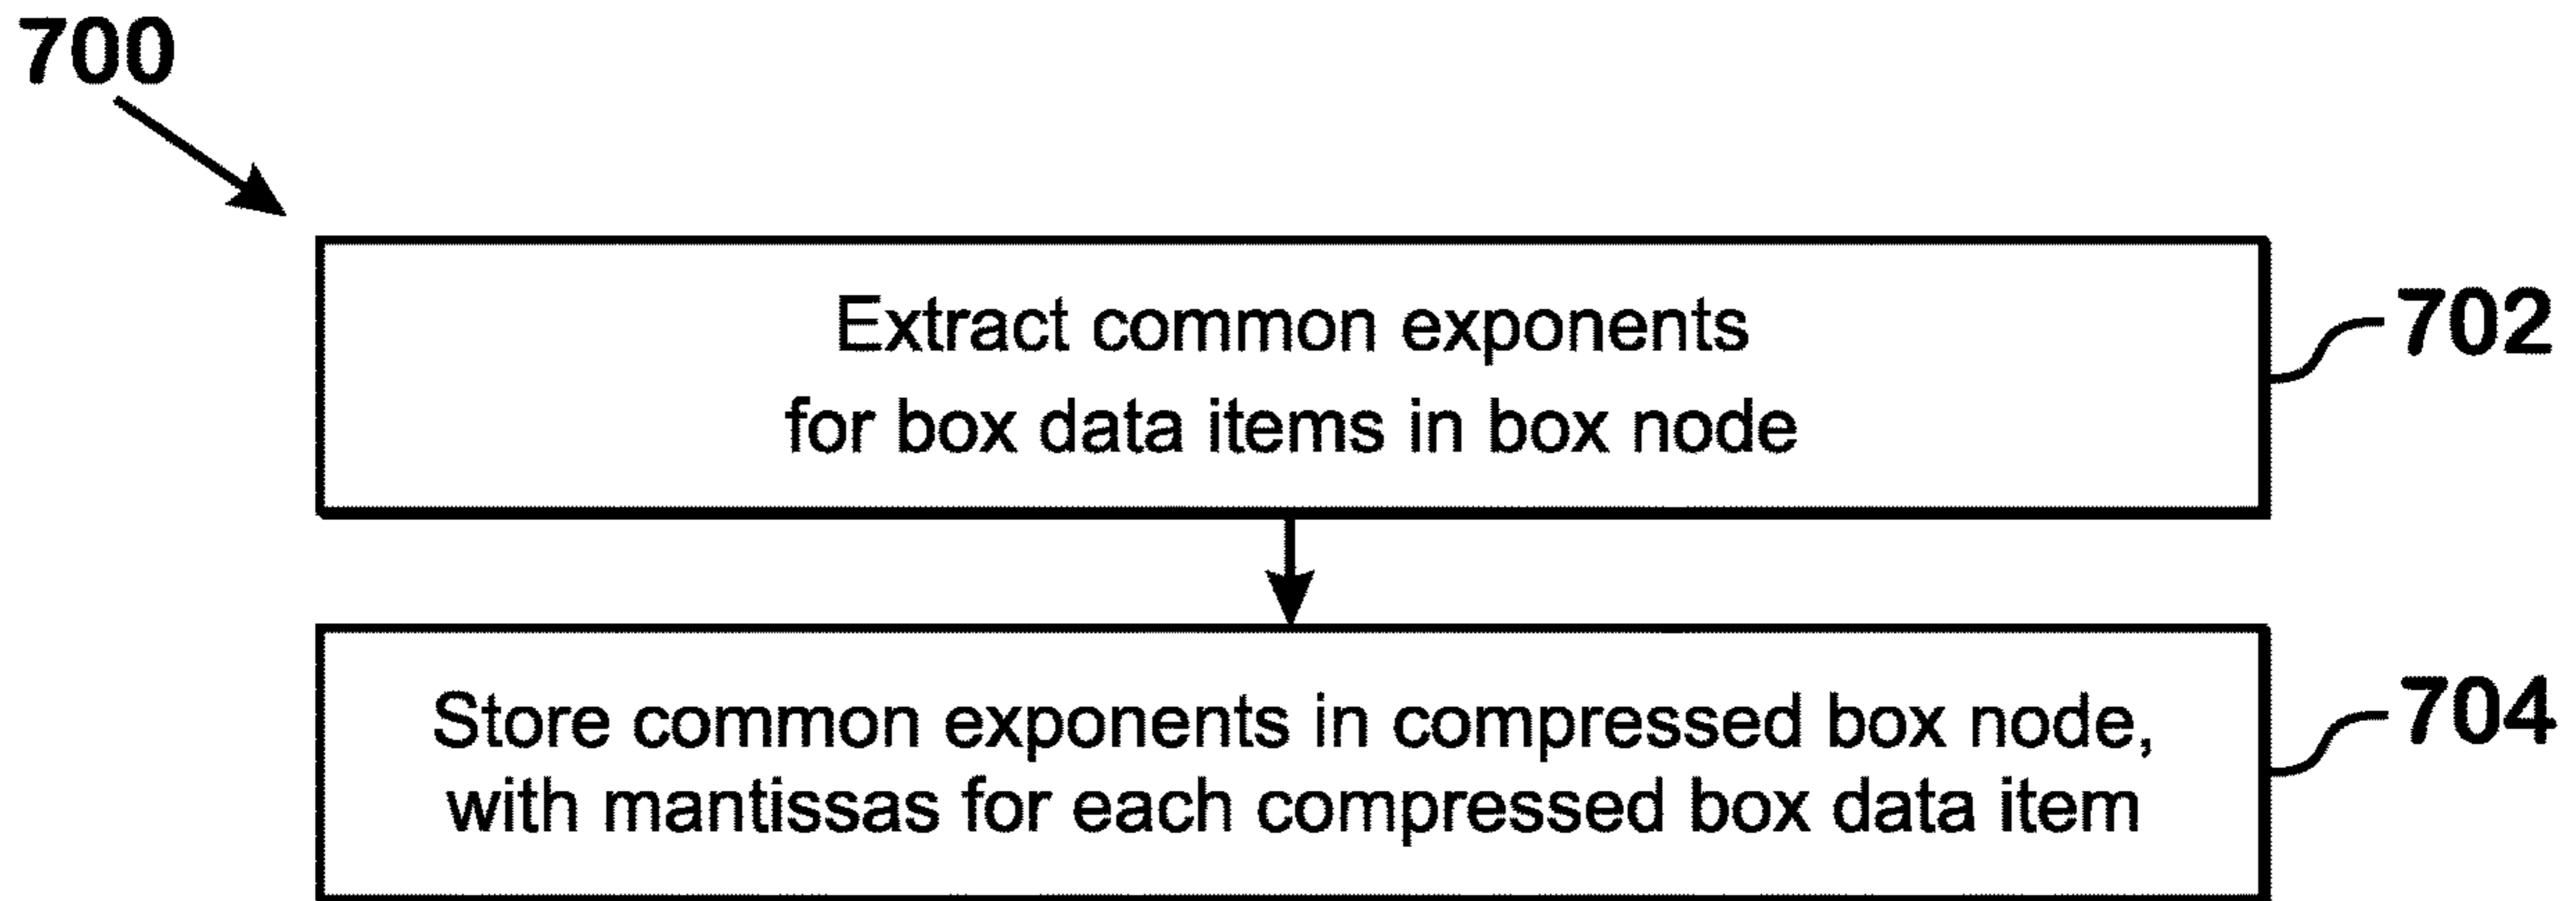 700
Extract common exponents
for box data items in box node
702
Store common exponents in compressed box node,
with mantissas for each compressed box data item
704